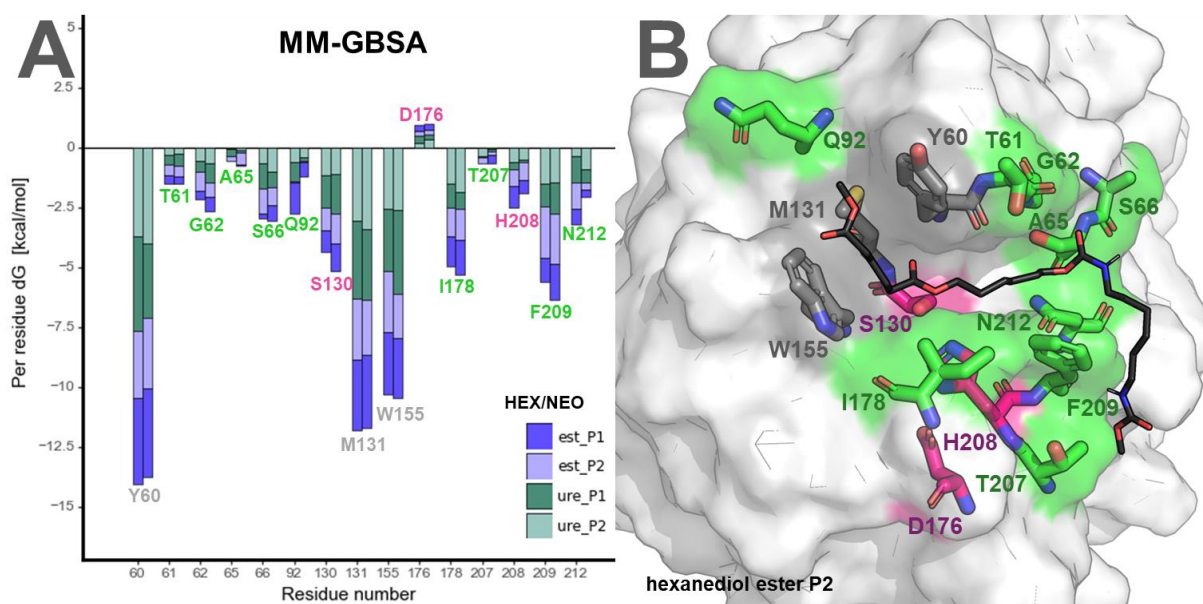 A
MM-GBSA
Per residue dG [kcal/mol]
5
2.5
0
−2.5
−5
−7.5
−10
−12.5
−15
D176
T61
A65
T207
G62
S66
Q92
H208
N212
S130
I178
F209
W155
M131
Y60
HEX/NEO
est_P1
est_P2
ure_P1
ure_P2
60 61 62 65 66 92 130 131 155 176 178 207 208 209 212
Residue number
B
Q92
Y60
T61
G62
M131
A65
S66
S130
N212
W155
I178
F209
H208
T207
D176
hexanediol ester P2